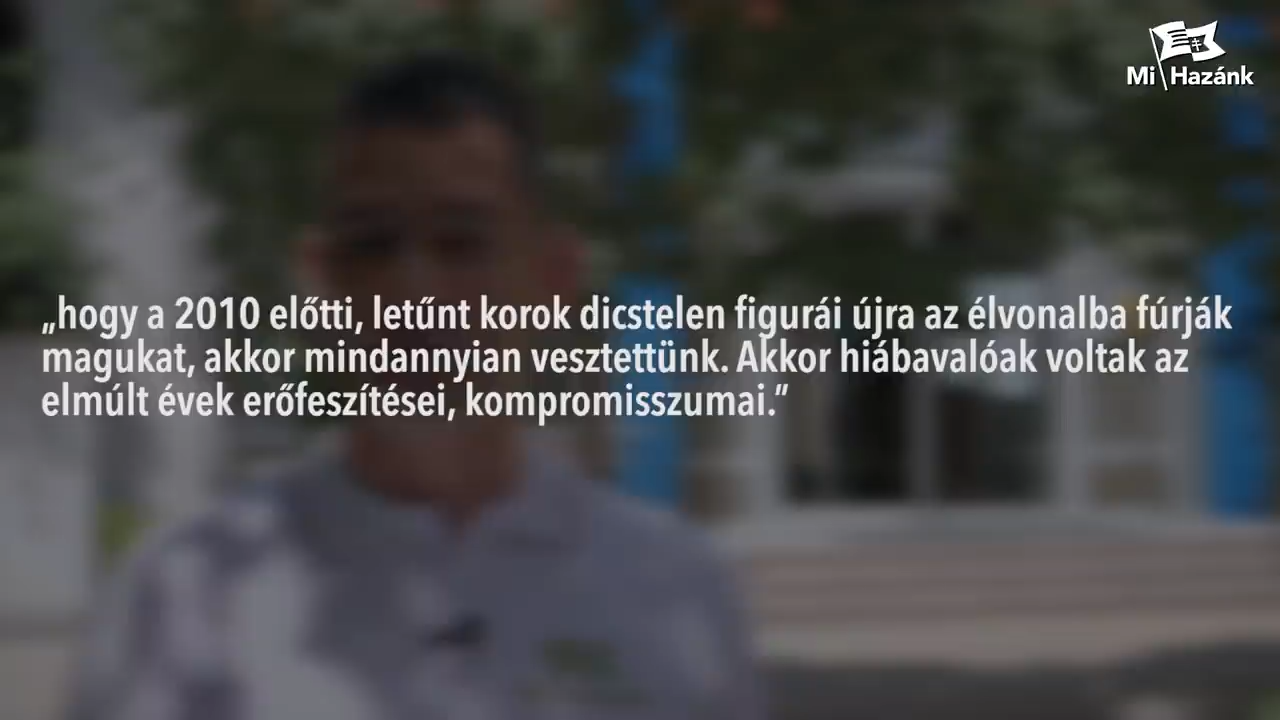 Mi Hazánk
„hogy a 2010 előtti, letűnt korok dicstelen figurái újra az élvonalba fúrják
magukat, akkor mindannyian vesztettünk. Akkor hiábavalóak voltak az
elmúlt évek erőfeszítései, kompromisszumai.”